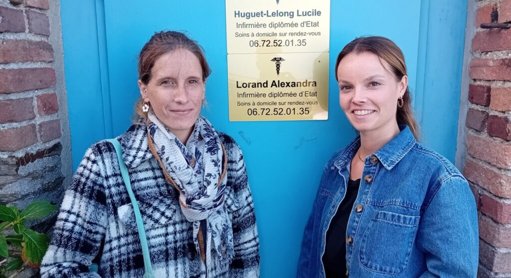 Huguet-Lelong Lucile
Infirmière diplômée d'Etat
Soins à domicile sur rendez-vous
06.72.52.01.35
Lorand Alexandra
Infirmière diplômée d'Etat
Soins à domicile sur rendez-vous
06.72.52.01.35